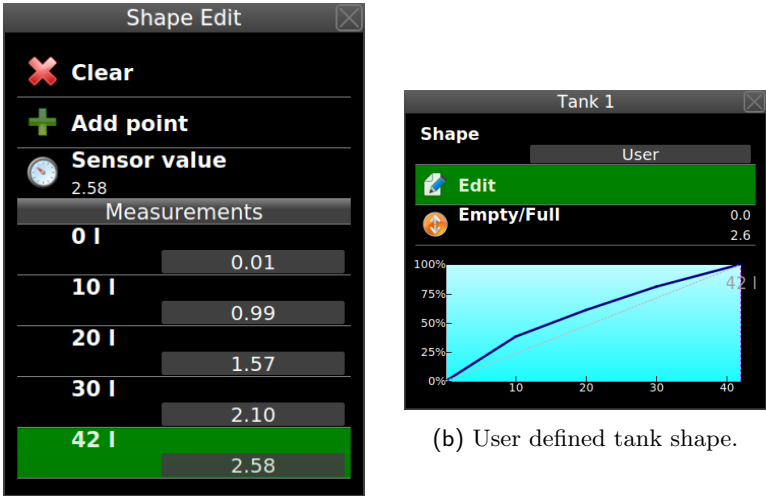 Shape Edit
Clear
Add point
Sensor value
2.58
Measurements
0 l
0.01
10 l
0.99
20 l
1.57
30 l
2.10
42 l
2.58
Tank 1
Shape
User
Edit
Empty/Full 0.0
2.6
100%
42 l
75%
50%
25%
0%
10 20 30 40
(b) User defined tank shape.